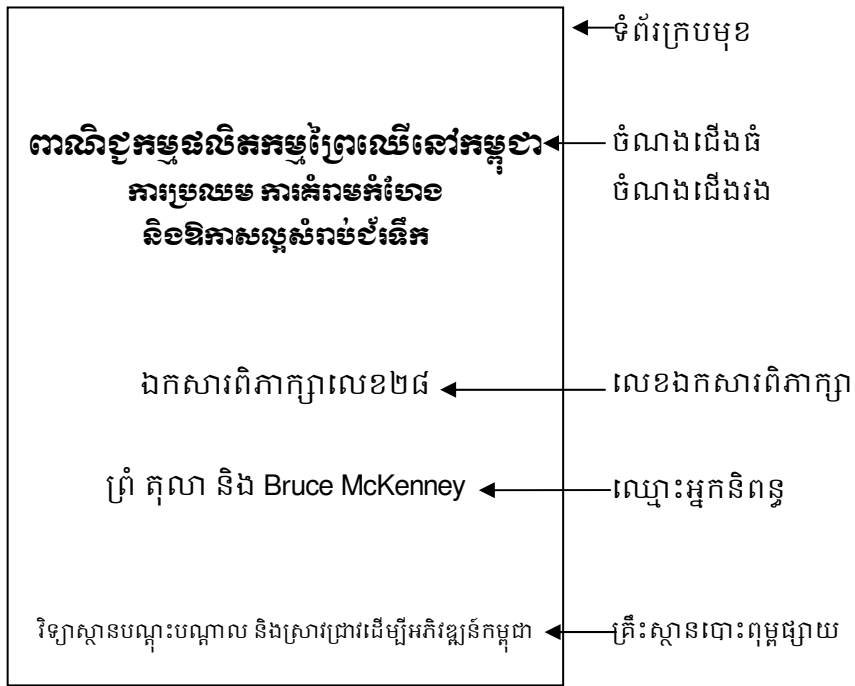 ទំព័រក្របមុខ
ពាណិជ្ជកម្មផលិតកម្មព្រៃឈើនៅកម្ពុជា
ចំណងជើងធំ
ការប្រឈម ការគំរាមកំហែង
ចំណងជើងរង
និងឱកាសល្អសំរាប់ជ័រទឹក
ឯកសារពិភាក្សាលេខ២៨
លេខឯកសារពិភាក្សា
ព្រំ តុលា និង Bruce McKenney
ឈ្មោះអ្នកនិពន្ធ
វិទ្យាស្ថានបណ្តុះបណ្តាល និងស្រាវជ្រាវដើម្បីអភិវឌ្ឍន៍កម្ពុជា
គ្រឹះស្ថានបោះពុម្ពផ្សាយ